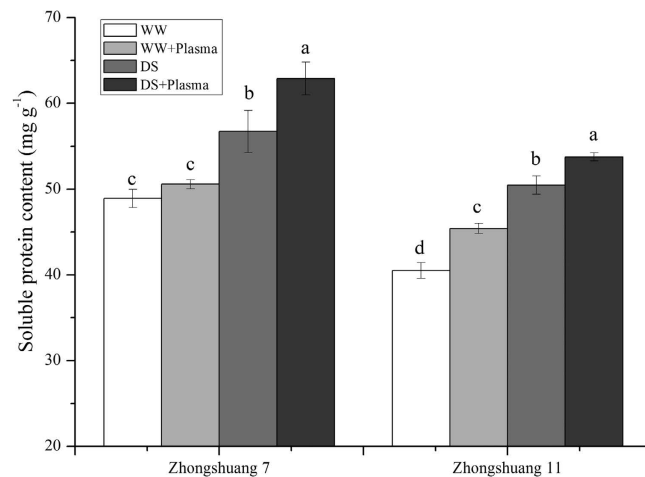 70
60
50
40
30
20
Soluble protein content (mg g⁻¹)
WW
WW+Plasma
DS
DS+Plasma
c
c
b
a
d
c
b
a
Zhongshuang 7
Zhongshuang 11